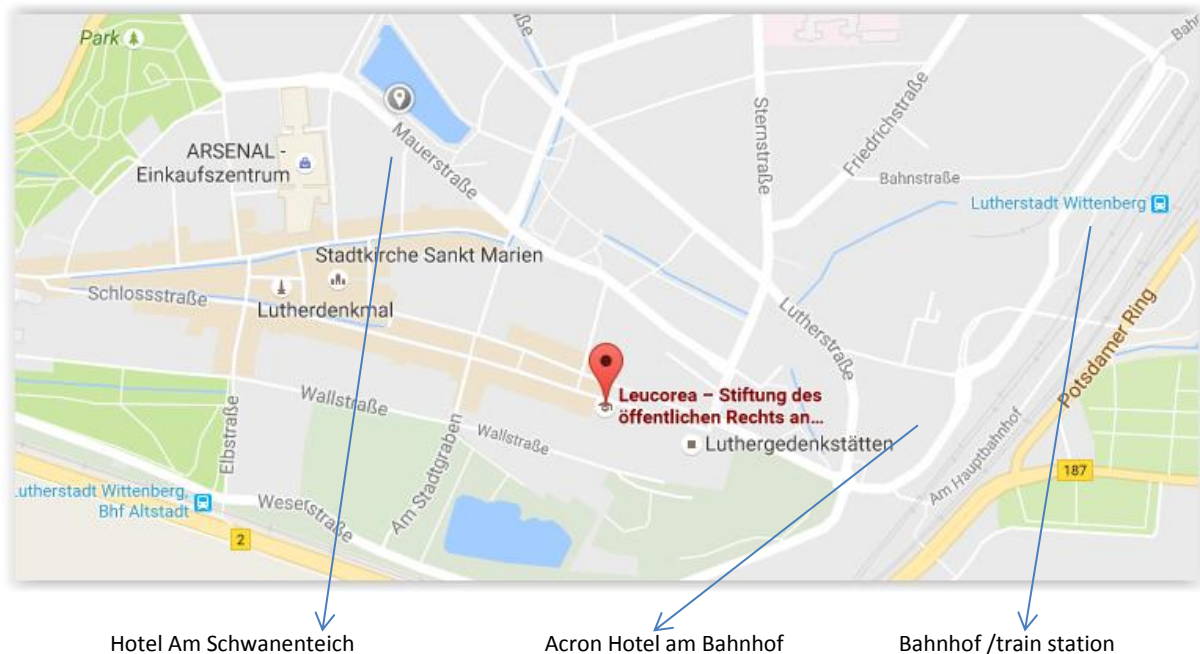 Park
ARSENAL -
Einkaufszentrum
Mauerstraße
Sternstraße
Friedrichstraße
Bahnstraße
Lutherstadt Wittenberg
Stadtkirche Sankt Marien
Schlossstraße
Lutherdenkmal
Lutherstraße
Potsdamer Ring
Leucorea – Stiftung des
öffentlichen Rechts an...
Wallstraße
Wallstraße
Luthergedenkstätten
Elbstraße
Am Stadtgraben
Am Hauptbahnhof
187
Wittenberg,
Bhf Altstadt
Weserstraße
2
Hotel Am Schwanenteich
Acron Hotel am Bahnhof
Bahnhof /train station